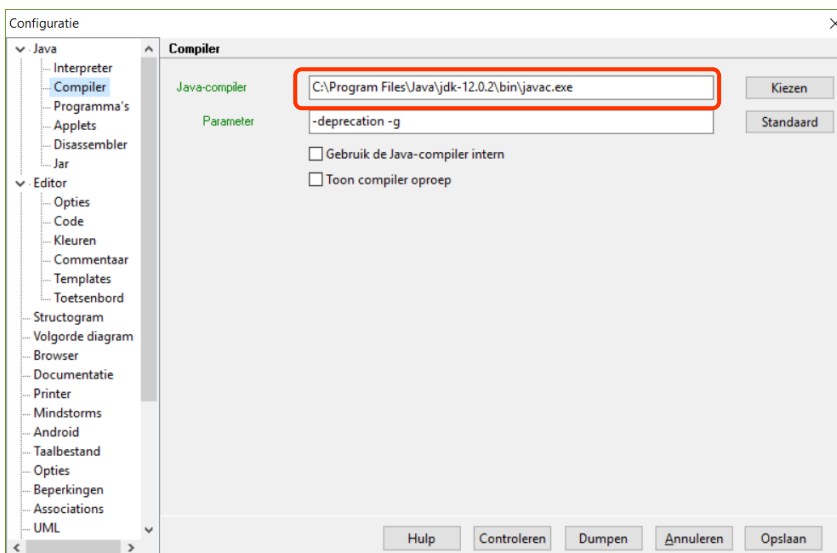 Configuratie
Java
Interpreter
Compiler
Programma's
Applets
Disassembler
Jar
Editor
Opties
Code
Kleuren
Commentaar
Templates
Toetsenbord
Structogram
Volgorde diagram
Browser
Documentatie
Printer
Mindstorms
Android
Taalbestand
Opties
Beperkingen
Associations
UML
Compiler
Java-compiler C:\Program Files\Java\jdk-12.0.2\bin\javac.exe Kiezen
Parameter -deprecation -g Standaard
Gebruik de Java-compiler intern
Toon compiler oproep
Hulp Controleren Dumpen Annuleren Opslaan